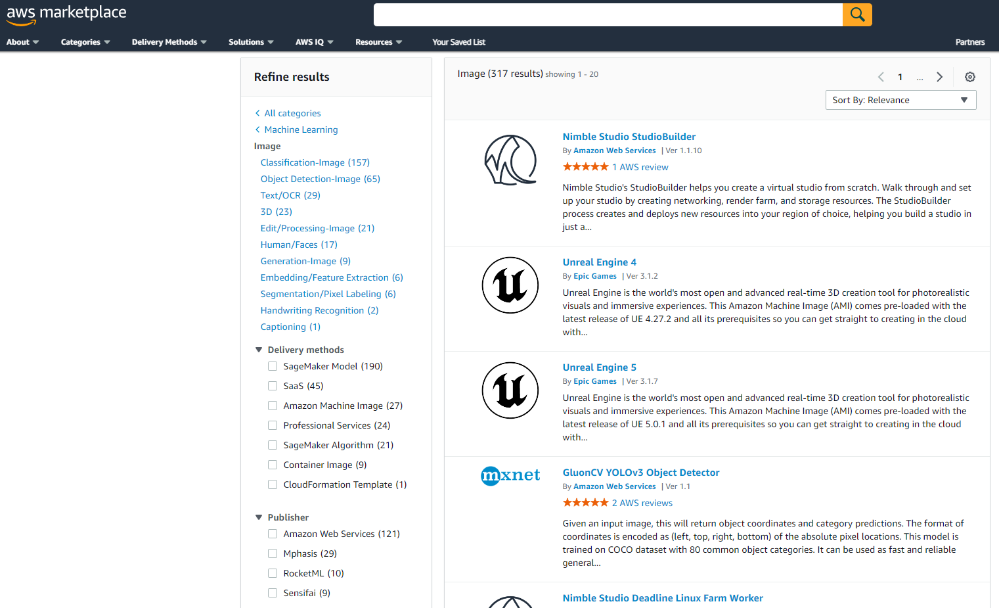 aws marketplace
About
Categories
Delivery Methods
Solutions
AWS IQ
Resources
Your Saved List
Partners
Refine results
All categories
Machine Learning
Image
Classification-Image (157)
Object Detection-Image (65)
Text/OCR (29)
3D (23)
Edit/Processing-Image (21)
Human/Faces (17)
Generation-Image (9)
Embedding/Feature Extraction (6)
Segmentation/Pixel Labeling (6)
Handwriting Recognition (2)
Captioning (1)
Delivery methods
SageMaker Model (190)
SaaS (45)
Amazon Machine Image (27)
Professional Services (24)
SageMaker Algorithm (21)
Container Image (9)
CloudFormation Template (1)
Publisher
Amazon Web Services (121)
Mphasis (29)
RocketML (10)
Sensifai (9)
Image (317 results) showing 1 - 20
1 ...
Sort By: Relevance
Nimble Studio StudioBuilder
By Amazon Web Services | Ver 1.1.10
1 AWS review
Nimble Studio's StudioBuilder helps you create a virtual studio from scratch. Walk through and set
up your studio by creating networking, render farm, and storage resources. The StudioBuilder
process creates and deploys new resources into your region of choice, helping you build a studio in
just a...
Unreal Engine 4
By Epic Games | Ver 3.1.2
Unreal Engine is the world's most open and advanced real-time 3D creation tool for photorealistic
visuals and immersive experiences. This Amazon Machine Image (AMI) comes pre-loaded with the
latest release of UE 4.27.2 and all its prerequisites so you can get straight to creating in the cloud
with...
Unreal Engine 5
By Epic Games | Ver 3.1.7
Unreal Engine is the world's most open and advanced real-time 3D creation tool for photorealistic
visuals and immersive experiences. This Amazon Machine Image (AMI) comes pre-loaded with the
latest release of UE 5.0.1 and all its prerequisites so you can get straight to creating in the cloud
with...
mxnet
GluonCV YOLOv3 Object Detector
By Amazon Web Services | Ver 1.1
2 AWS reviews
Given an input image, this will return object coordinates and category predictions. The format of
coordinates is encoded as (left, top, right, bottom) of the absolute pixel locations. This model is
trained on COCO dataset with 80 common object categories. It can be used as fast and reliable
general...
Nimble Studio Deadline Linux Farm Worker